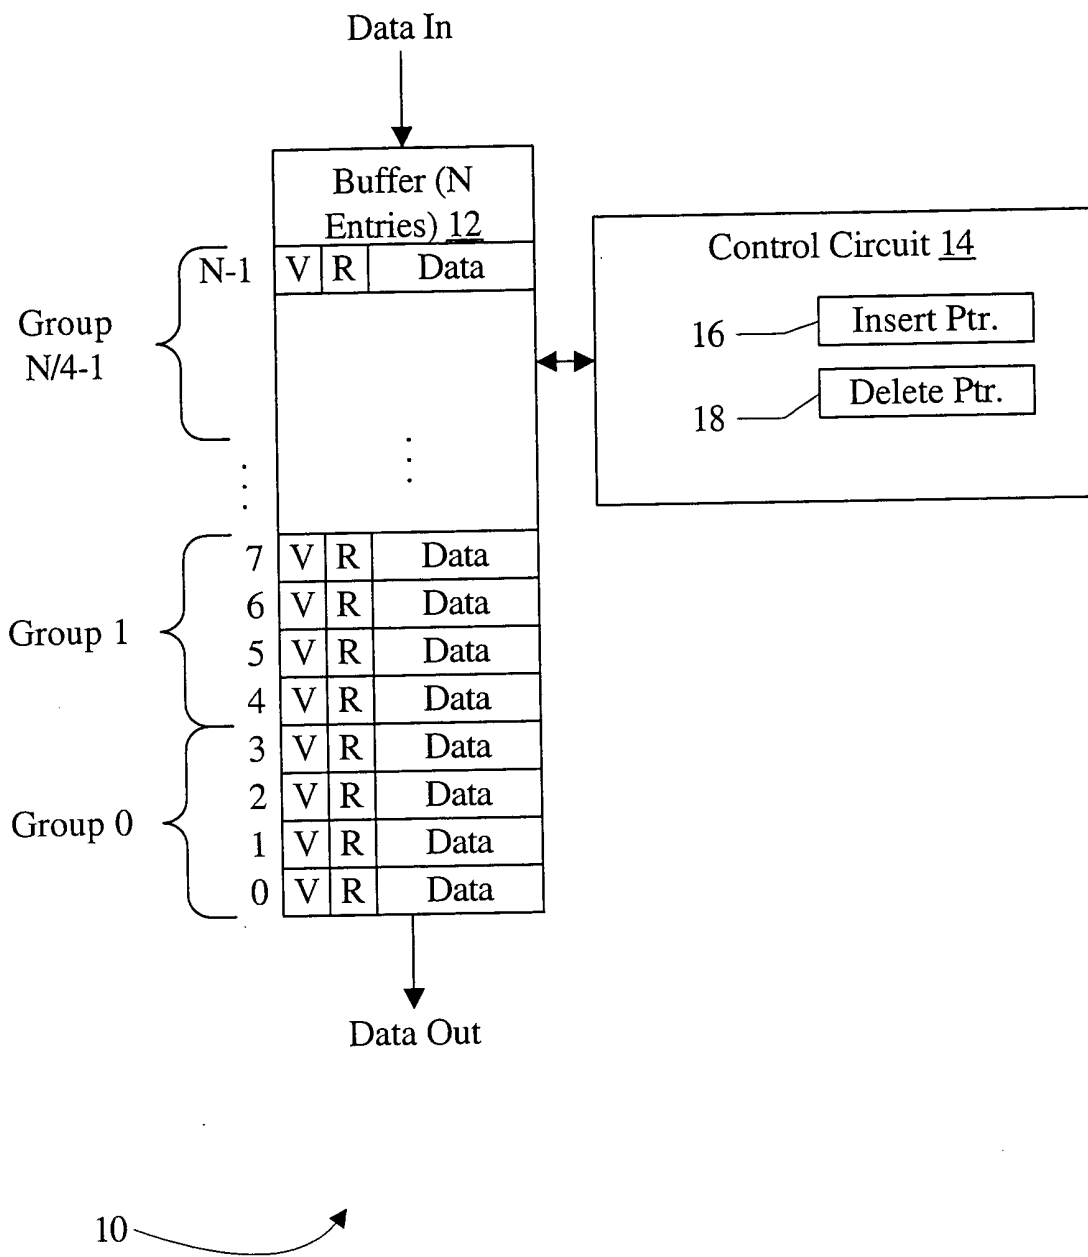 Data In
Buffer (N
Entries) 12
N-1 V R Data
Group
N/4-1
Control Circuit 14
16 Insert Ptr.
18 Delete Ptr.
7 V R Data
6 V R Data
Group 1
5 V R Data
4 V R Data
3 V R Data
2 V R Data
Group 0
1 V R Data
0 V R Data
Data Out
10